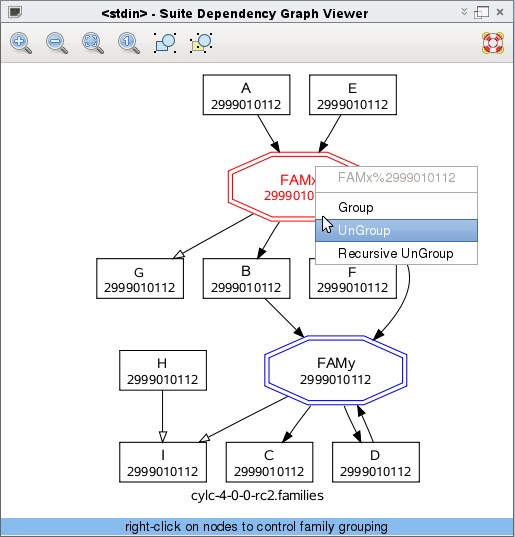 <stdin> - Suite Dependency Graph Viewer
1
A
2999010112
E
2999010112
FAMx
299901011
FAMx%2999010112
Group
UnGroup
Recursive UnGroup
G
2999010112
B
2999010112
F
2999010112
H
2999010112
FAMy
2999010112
I
2999010112
C
2999010112
D
2999010112
cylc-4-0-0-rc2.families
right-click on nodes to control family grouping